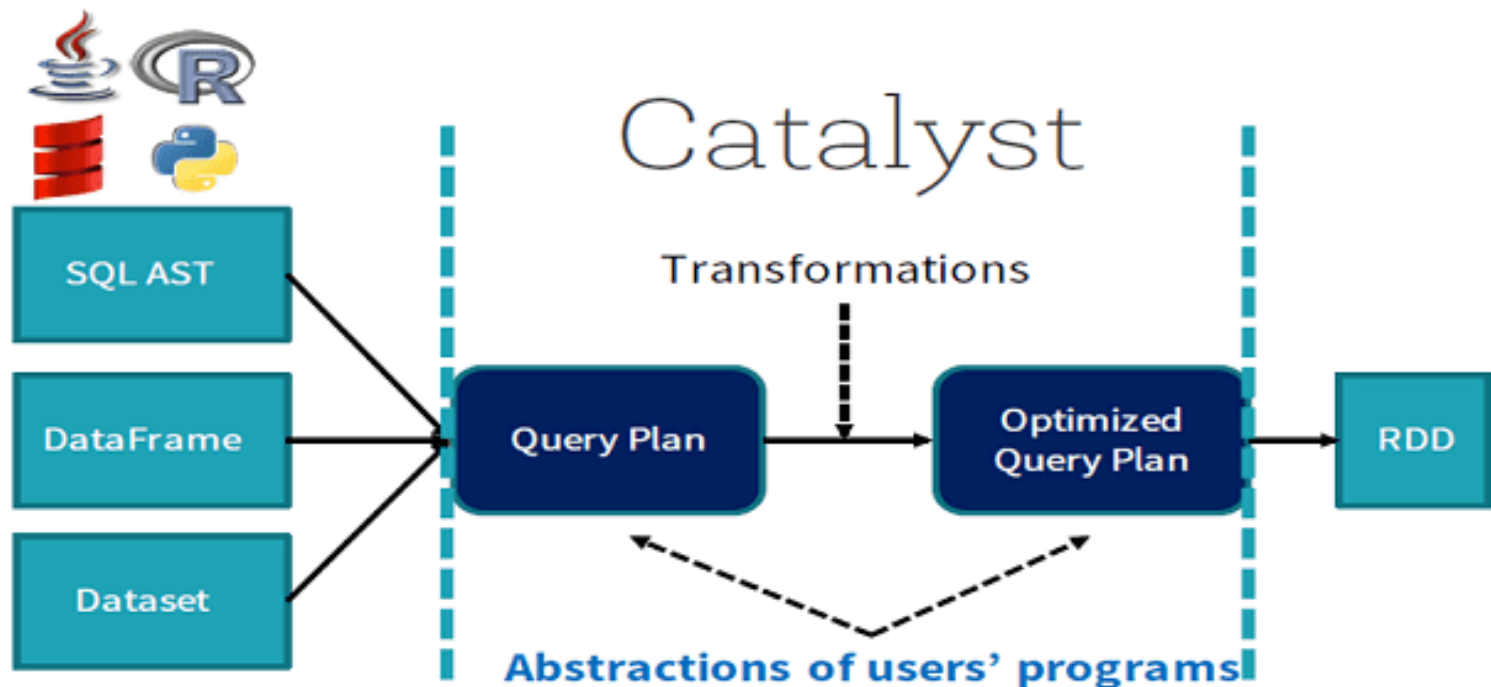 R
Catalyst
SQL AST
Transformations
DataFrame
Query Plan
Optimized
Query Plan
RDD
Dataset
Abstractions of users’ programs